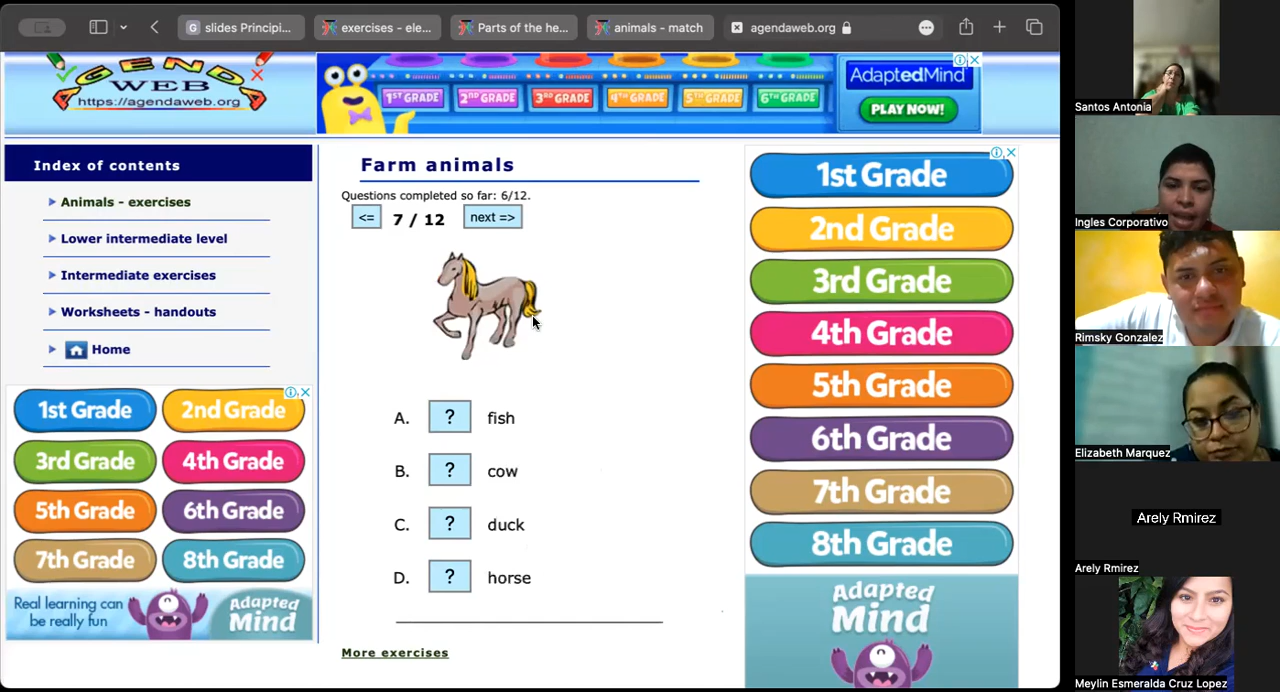 slides Principi...
exercises - ele...
Parts of the he...
animals - match
agendaweb.org
AGENDA
WEB
https://agendaweb.org
1ST GRADE
2ND GRADE
3RD GRADE
4TH GRADE
5TH GRADE
6TH GRADE
AdaptedMind
PLAY NOW!
Index of contents
Animals - exercises
Lower intermediate level
Intermediate exercises
Worksheets - handouts
Home
1st Grade
2nd Grade
3rd Grade
4th Grade
5th Grade
6th Grade
7th Grade
8th Grade
Real learning can
be really fun
Adapted
Mind
Farm animals
Questions completed so far: 6/12.
<= 7 / 12 next =>
A. ? fish
B. ? cow
C. ? duck
D. ? horse
More exercises
1st Grade
2nd Grade
3rd Grade
4th Grade
5th Grade
6th Grade
7th Grade
8th Grade
Adapted
Mind
Santos Antonia
Ingles Corporativo
Rimsky Gonzalez
Elizabeth Marquez
Arely Rmirez
Arely Rmirez
Meylin Esmeralda Cruz Lopez